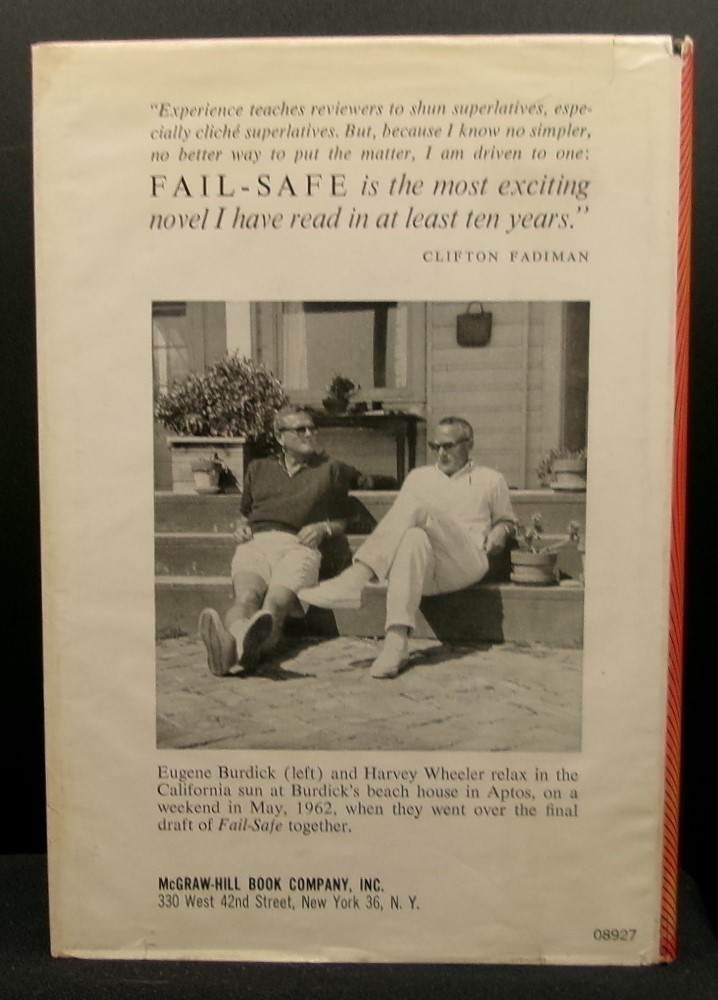 "Experience teaches reviewers to shun superlatives, espe-
cially cliché superlatives. But, because I know no simpler,
no better way to put the matter, I am driven to one:
FAIL-SAFE is the most exciting
novel I have read in at least ten years."
CLIFTON FADIMAN
Eugene Burdick (left) and Harvey Wheeler relax in the
California sun at Burdick's beach house in Aptos, on a
weekend in May, 1962, when they went over the final
draft of Fail-Safe together.
McGRAW-HILL BOOK COMPANY, INC.
330 West 42nd Street, New York 36, N. Y.
08927